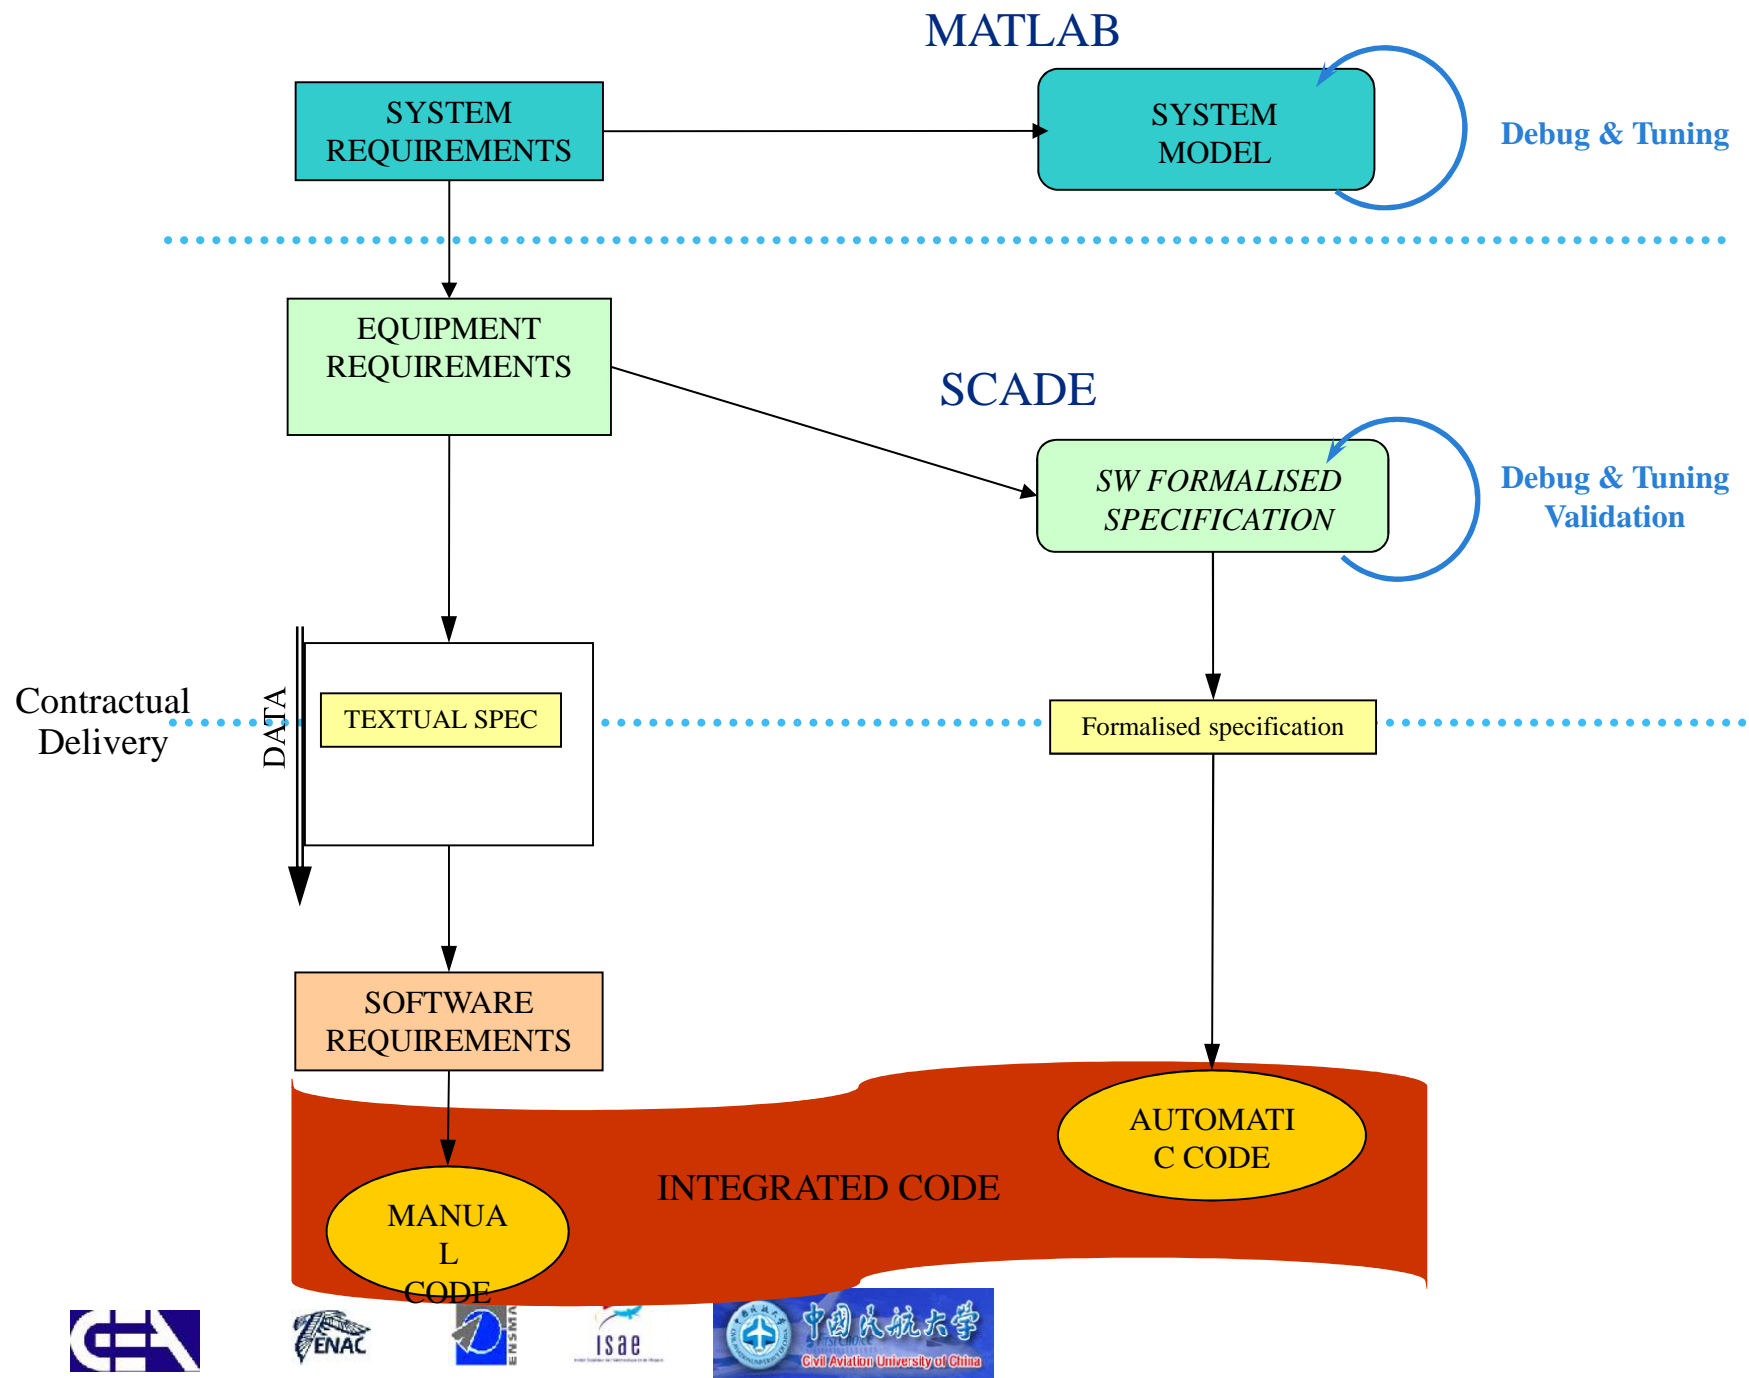 MATLAB
SYSTEM
REQUIREMENTS
SYSTEM
MODEL
Debug & Tuning
EQUIPMENT
REQUIREMENTS
SCADE
SW FORMALISED
SPECIFICATION
Debug & Tuning
Validation
Contractual
Delivery
DATA
TEXTUAL SPEC
Formalised specification
SOFTWARE
REQUIREMENTS
AUTOMATI
C CODE
INTEGRATED CODE
MANUA
L
CODE
ENAC
ENSMA
isae
中国民航大学
Civil Aviation University of China